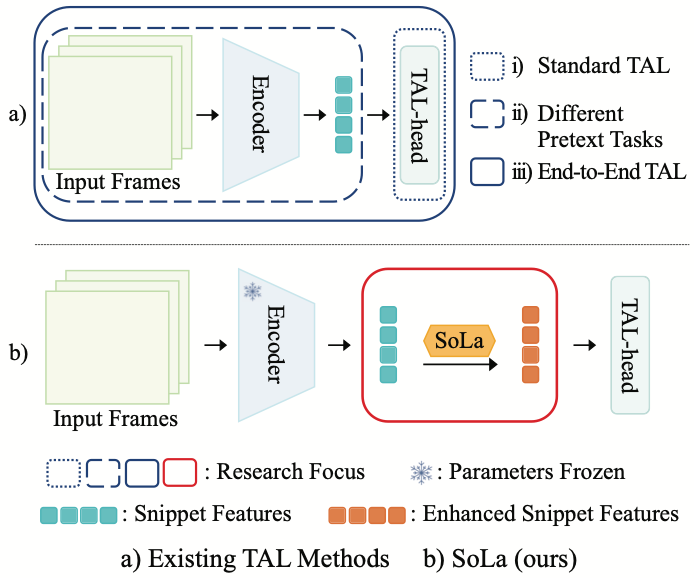 a)
Input Frames
Encoder
TAL-head
i) Standard TAL
ii) Different
Pretext Tasks
iii) End-to-End TAL
b)
Input Frames
Encoder
SoLa
TAL-head
: Research Focus
: Parameters Frozen
: Snippet Features
: Enhanced Snippet Features
a) Existing TAL Methods b) SoLa (ours)